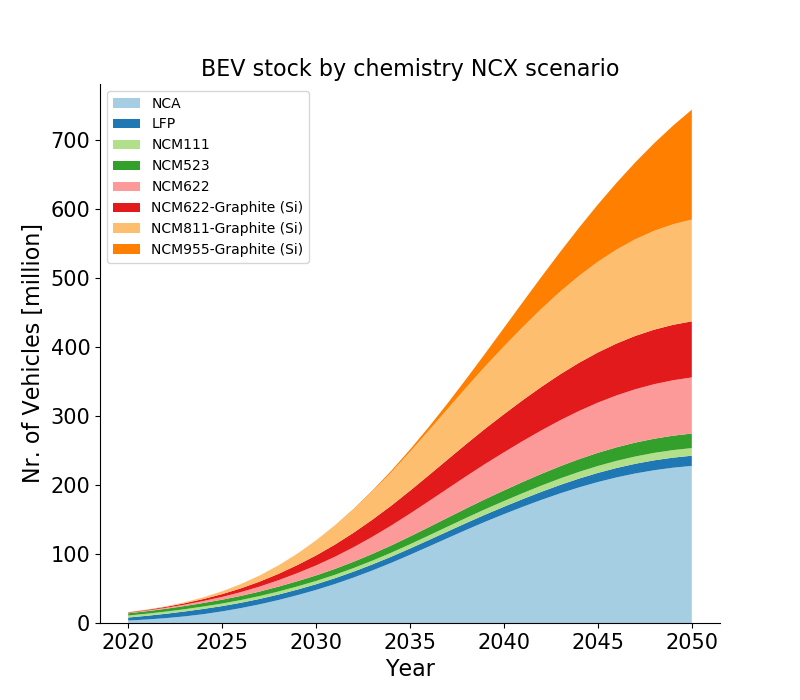 BEV stock by chemistry NCX scenario
NCA
LFP
NCM111
NCM523
NCM622
NCM622-Graphite (Si)
NCM811-Graphite (Si)
NCM955-Graphite (Si)
Nr. of Vehicles [million]
700
600
500
400
300
200
100
0
2020 2025 2030 2035 2040 2045 2050
Year